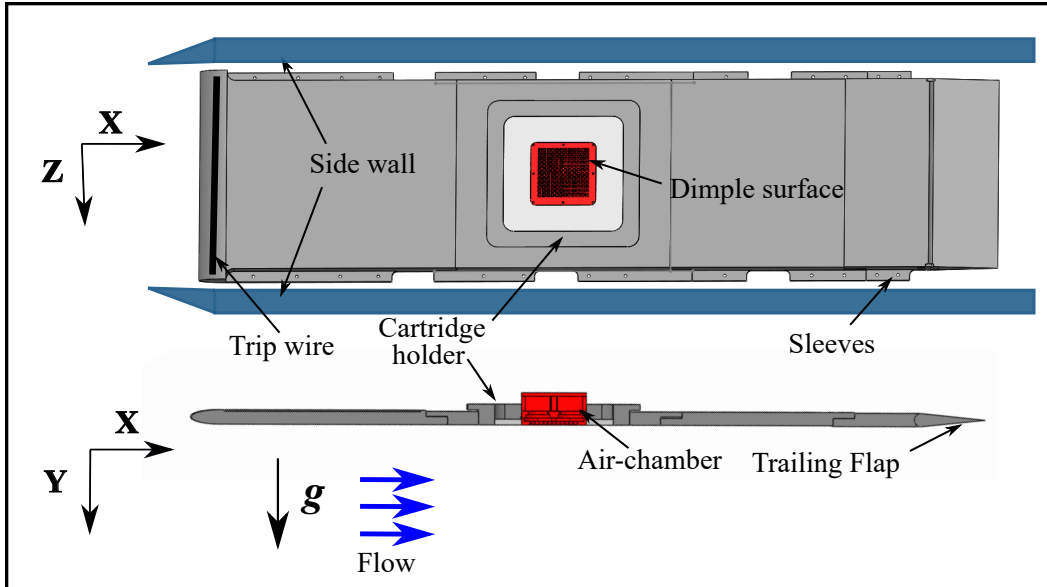 X
Z
Side wall
Dimple surface
Trip wire
Cartridge
holder
Sleeves
X
Y
g
Flow
Air-chamber
Trailing Flap